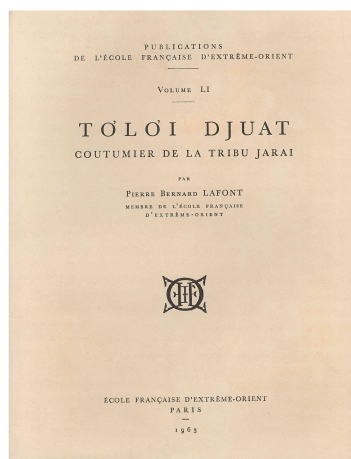 PUBLICATIONS
DE L'ÉCOLE FRANÇAISE D'EXTRÊME-ORIENT
VOLUME LI
TƠLƠI DJUAT
COUTUMIER DE LA TRIBU JARAI
PAR
PIERRE BERNARD LAFONT
MEMBRE DE L'ÉCOLE FRANÇAISE
D'EXTRÊME-ORIENT
ÉCOLE FRANÇAISE D'EXTRÊME-ORIENT
PARIS
1963